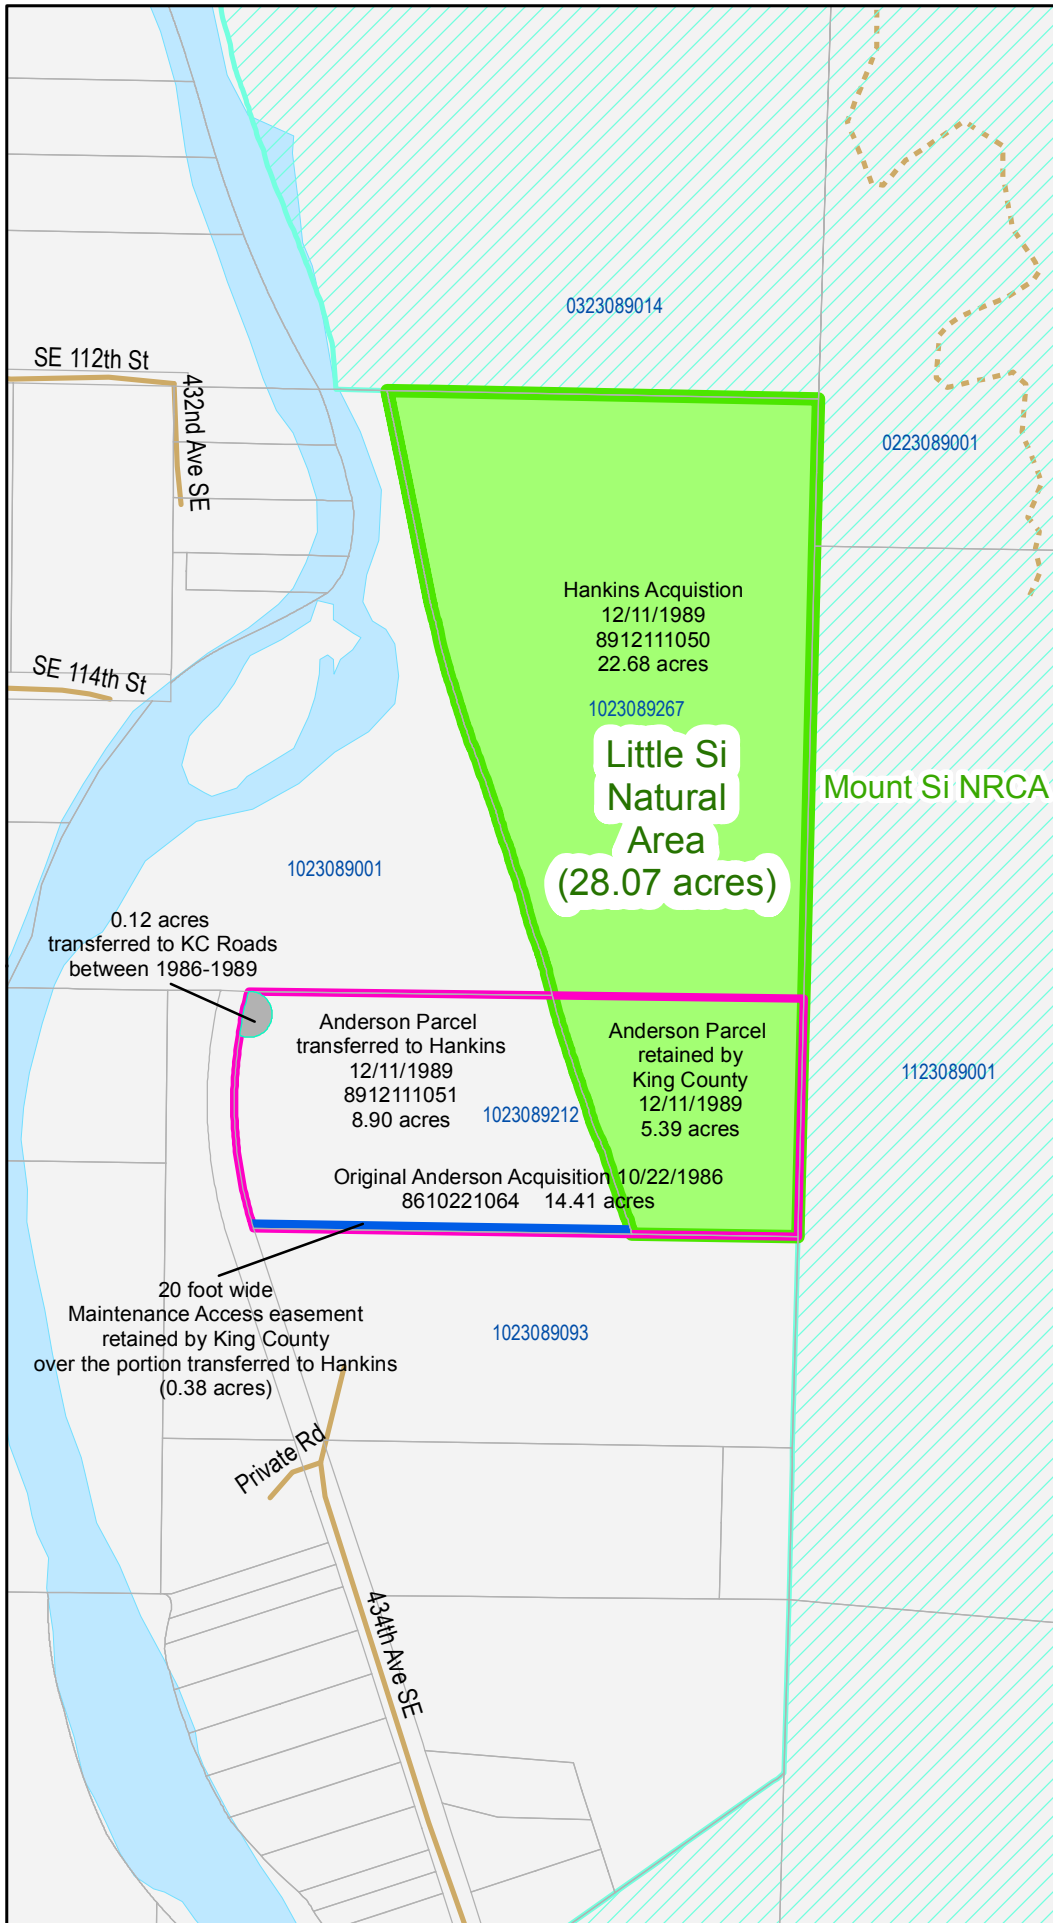 0323089014
SE 112th St
432nd Ave SE
0223089001
Hankins Acquistion
12/11/1989
8912111050
22.68 acres
SE 114th St
1023089267
Little Si
Natural
Area
(28.07 acres)
Mount Si NRCA
1023089001
0.12 acres
transferred to KC Roads
between 1986-1989
Anderson Parcel
transferred to Hankins
12/11/1989
8912111051
8.90 acres
1023089212
Anderson Parcel
retained by
King County
12/11/1989
5.39 acres
1123089001
Original Anderson Acquisition 10/22/1986
8610221064 14.41 acres
20 foot wide
Maintenance Access easement
retained by King County
over the portion transferred to Hankins
(0.38 acres)
1023089093
Private Rd
434th Ave SE